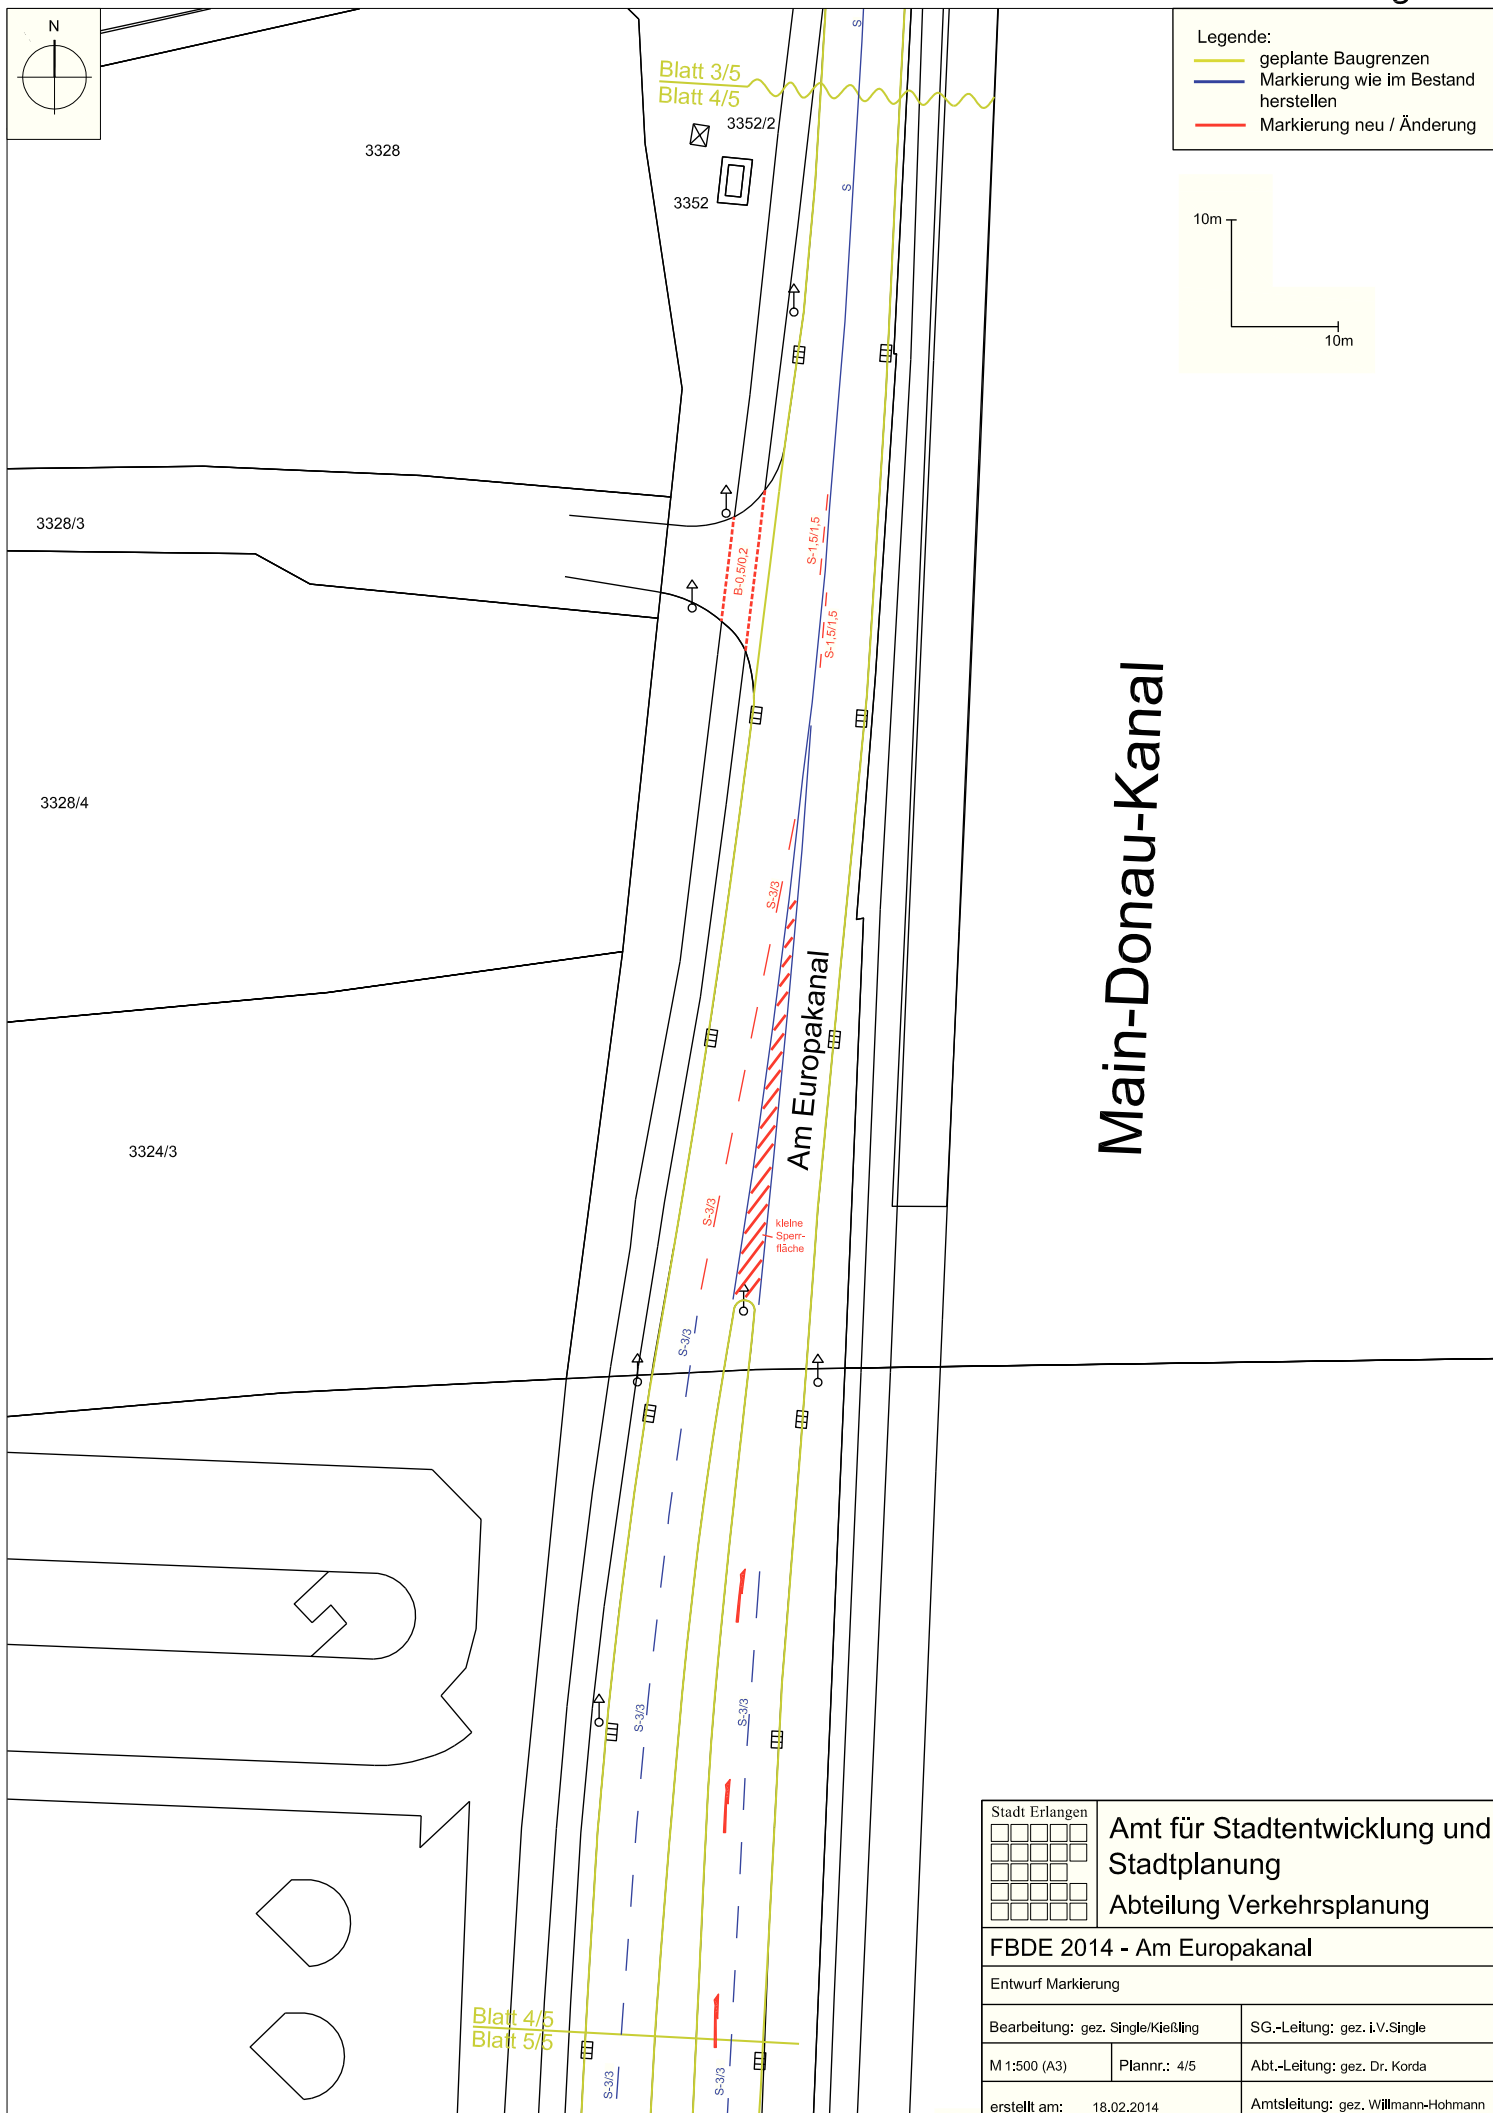 N
Legende:
geplante Baugrenzen
Markierung wie im Bestand
herstellen
Markierung neu / Änderung
Blatt 3/5
Blatt 4/5
S
3352/2
3328
S
3352
10m
10m
3328/3
S-1,5/1,5
B-0,5/0,2
S-1,5/1,5
Main-Donau-Kanal
3328/4
S-3/3
Am Europakanal
3324/3
S-3/3
kleine
Sperr-
fläche
S-3/3
S-3/3
S-3/3
Blatt 4/5
Blatt 5/5
S-3/3
S-3/3
Stadt Erlangen
Amt für Stadtentwicklung und
Stadtplanung
Abteilung Verkehrsplanung
FBDE 2014 - Am Europakanal
Entwurf Markierung
Bearbeitung: gez. Single/Kießling
SG.-Leitung: gez. i.V.Single
M 1:500 (A3)
Plannr.: 4/5
Abt.-Leitung: gez. Dr. Korda
erstellt am: 18.02.2014
Amtsleitung: gez. Willmann-Hohmann